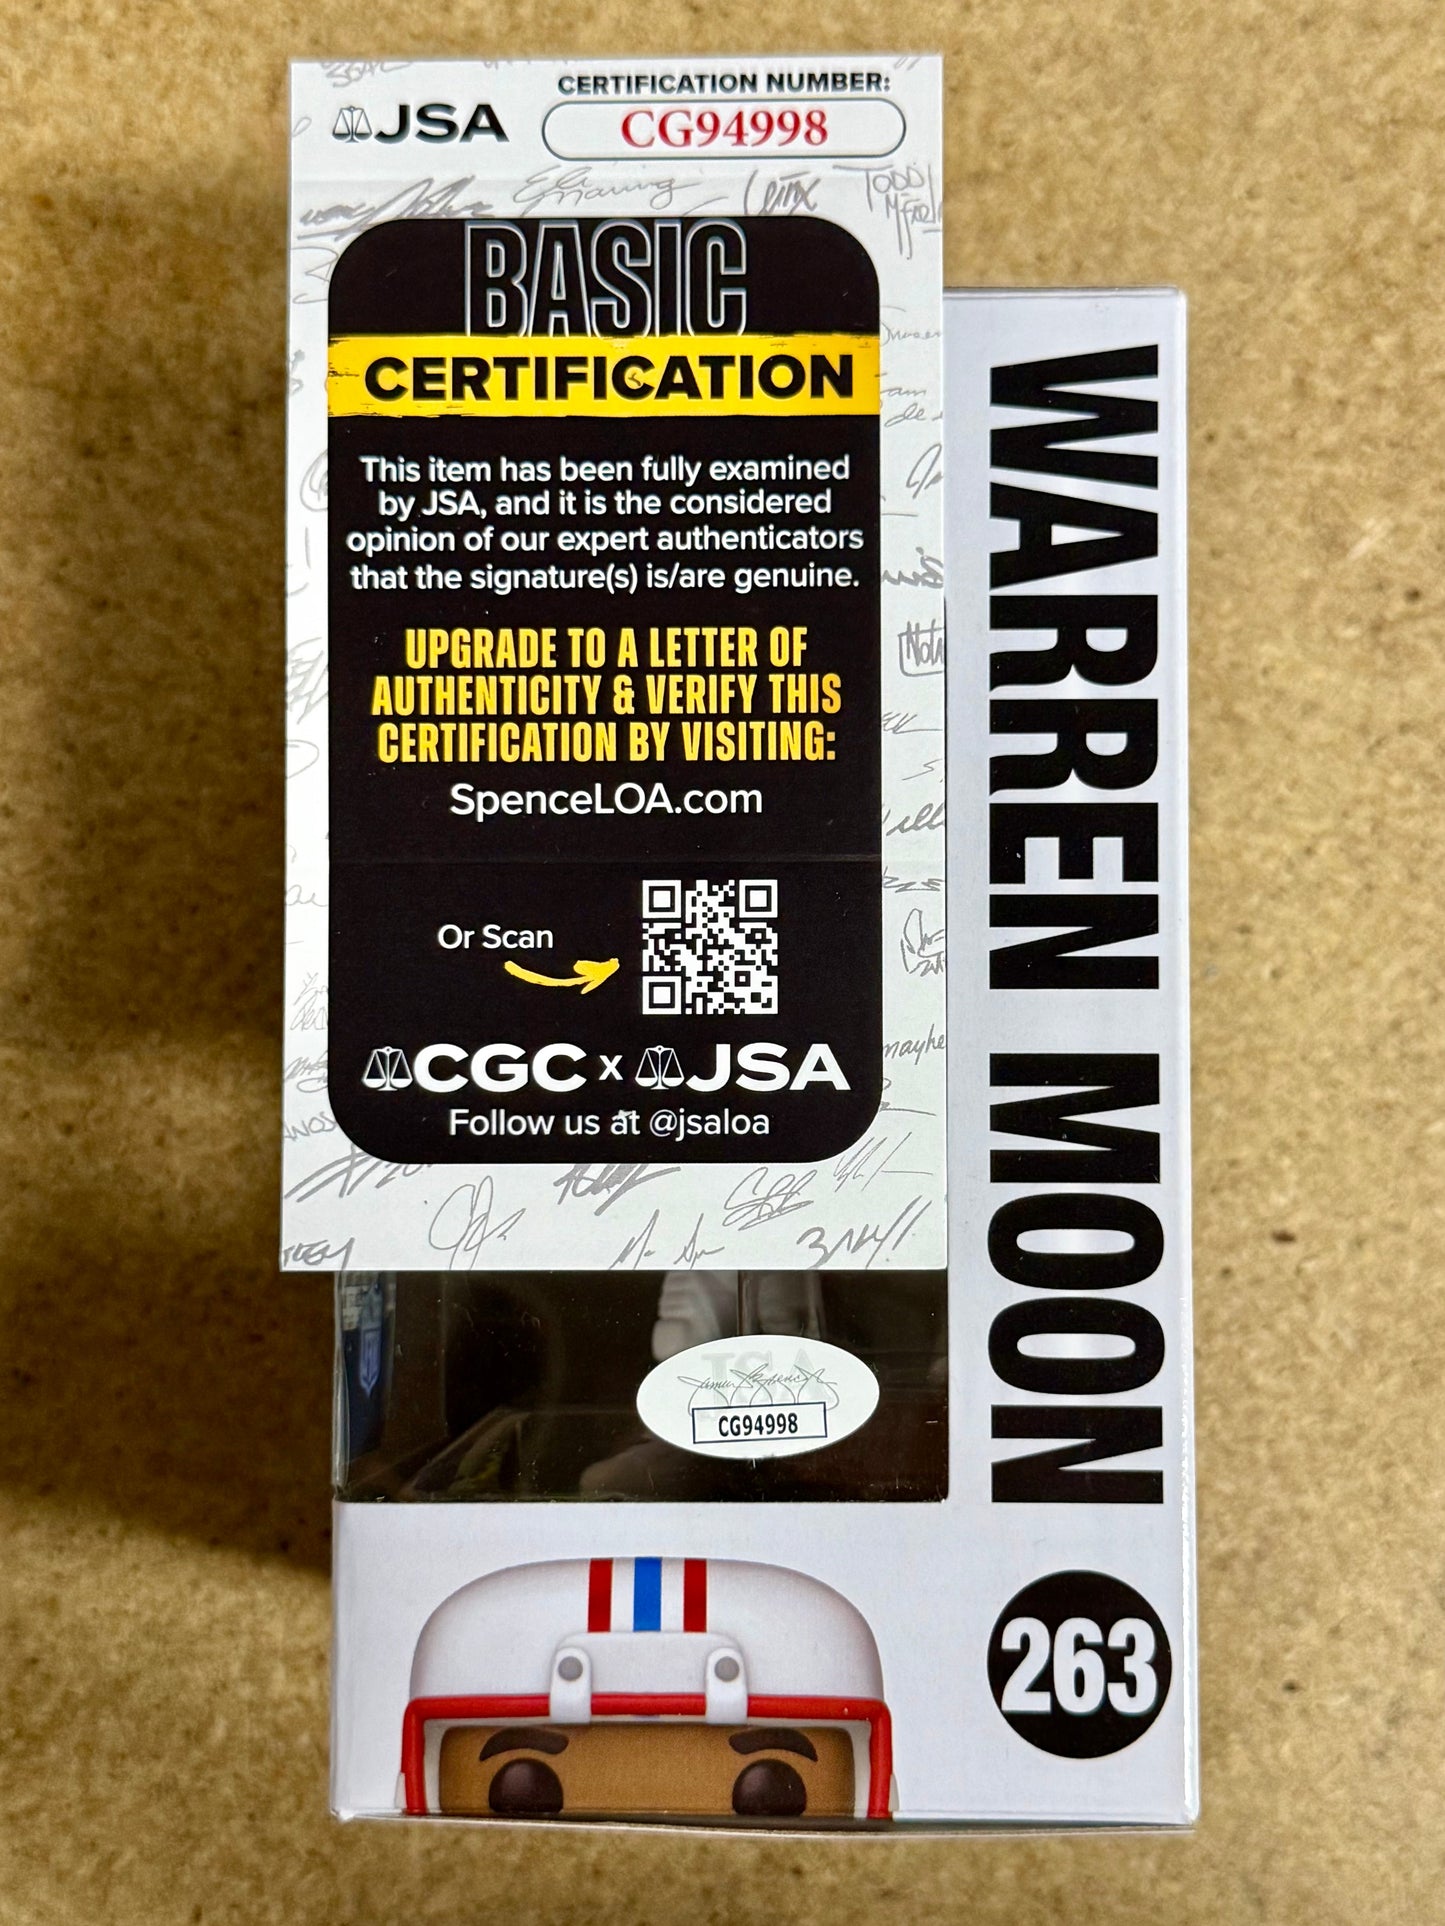 JSA
CERTIFICATION NUMBER:
CG94998
BASIC
CERTIFICATION
This item has been fully examined
by JSA, and it is the considered
opinion of our expert authenticators
that the signature(s) is/are genuine.
UPGRADE TO A LETTER OF
AUTHENTICITY & VERIFY THIS
CERTIFICATION BY VISITING:
SpenceLOA.com
Or Scan
CGC x JSA
Follow us at @jsaloa
WARREN MOON
JSA
CG94998
263